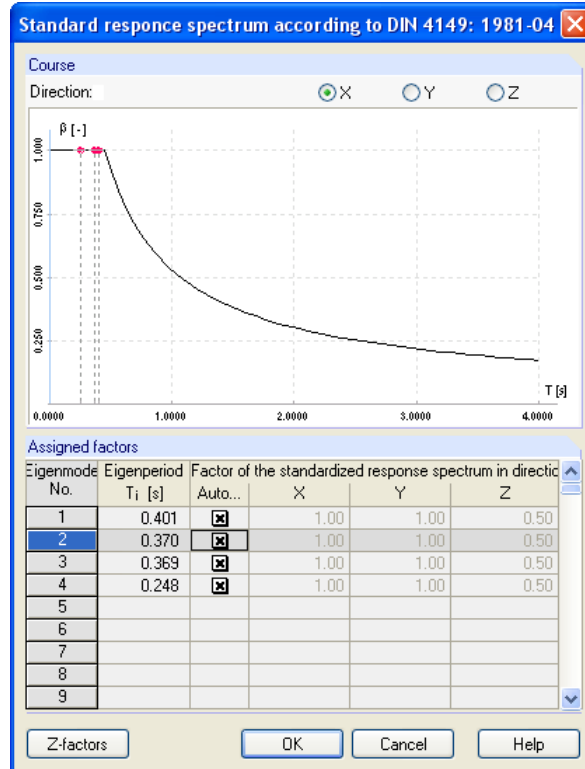 Standard responce spectrum according to DIN 4149: 1981-04
Course
Direction: X Y Z
β [-]
1.000
0.750
0.500
0.250
T [s]
0.0000 1.0000 2.0000 3.0000 4.0000
Assigned factors
Eigenmode Eigenperiod Factor of the standardized response spectrum in directic
No. Ti [s] Auto... X Y Z
1 0.401 1.00 1.00 0.50
2 0.370 1.00 1.00 0.50
3 0.369 1.00 1.00 0.50
4 0.248 1.00 1.00 0.50
5
6
7
8
9
Z-factors OK Cancel Help